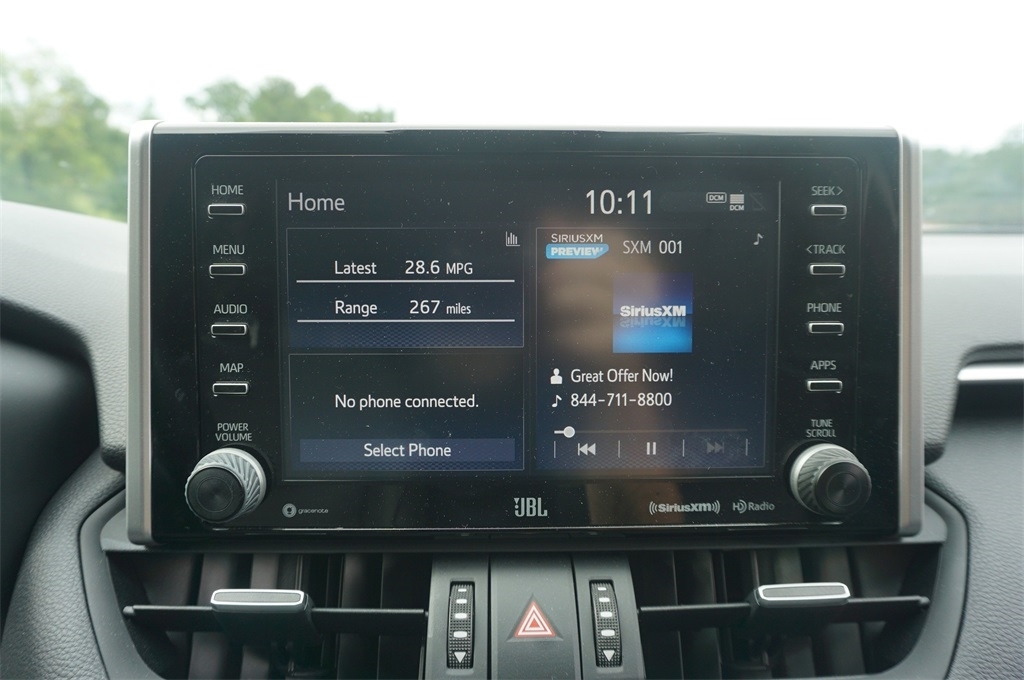 HOME
MENU
AUDIO
MAP
POWER
VOLUME
Home
10:11
DCM
DCM
Latest 28.6 MPG
Range 267 miles
No phone connected.
Select Phone
SIRIUSXM
PREVIEW
SXM 001
SiriusXM
Great Offer Now!
844-711-8800
SEEK>
<TRACK
PHONE
APPS
TUNE
SCROLL
gracenote
JBL
((SiriusXM))
HD Radio